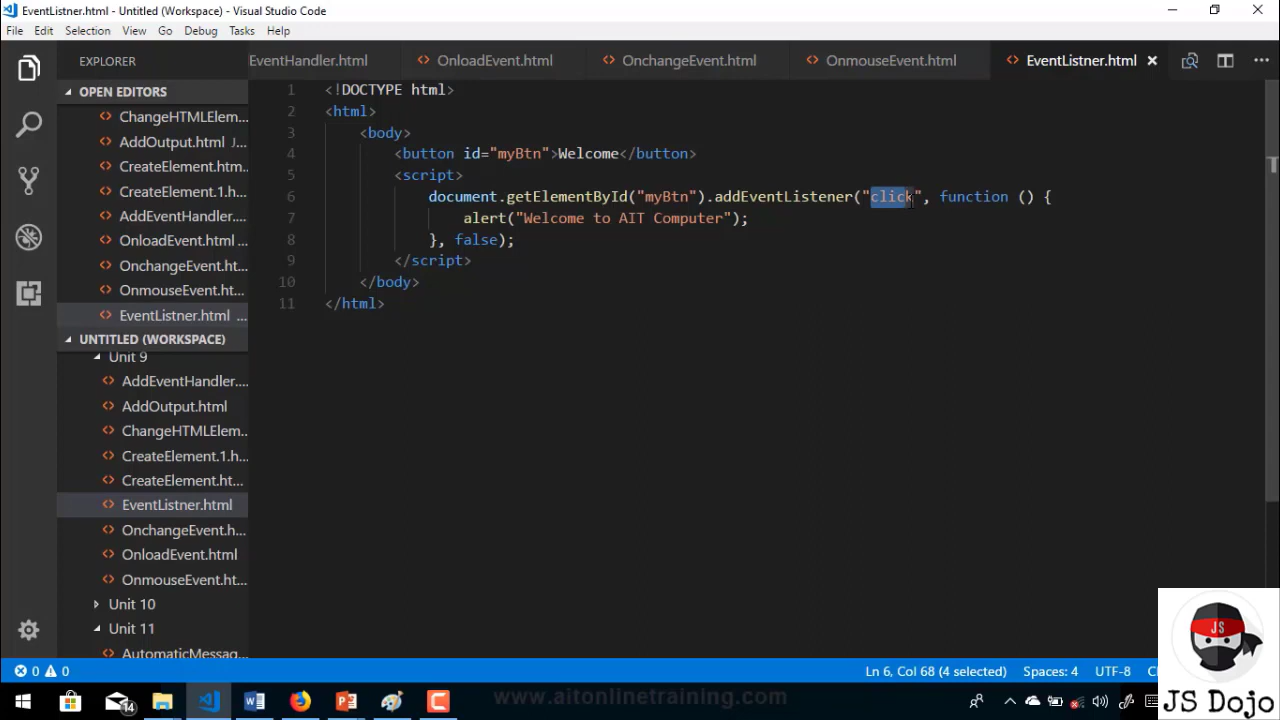 EventListner.html - Untitled (Workspace) - Visual Studio Code
File Edit Selection View Go Debug Tasks Help
EXPLORER
EventHandler.html OnloadEvent.html OnchangeEvent.html OnmouseEvent.html EventListner.html
OPEN EDITORS
ChangeHTMLElem...
AddOutput.html J...
CreateElement.htm...
CreateElement.1.h...
AddEventHandler....
OnloadEvent.html ...
OnchangeEvent.ht...
OnmouseEvent.ht...
EventListner.html ...
UNTITLED (WORKSPACE)
Unit 9
AddEventHandler....
AddOutput.html
ChangeHTMLElem...
CreateElement.1.h...
CreateElement.ht...
EventListner.html
OnchangeEvent.h...
OnloadEvent.html
OnmouseEvent.ht...
Unit 10
Unit 11
AutomaticMessag...
1 <!DOCTYPE html>
2 <html>
3 <body>
4 <button id="myBtn">Welcome</button>
5 <script>
6 document.getElementById("myBtn").addEventListener("click", function () {
7 alert("Welcome to AIT Computer");
8 }, false);
9 </script>
10 </body>
11 </html>
0 0
Ln 6, Col 68 (4 selected) Spaces: 4 UTF-8
14
www.aitonlinetraining.com
JS
JS Dojo